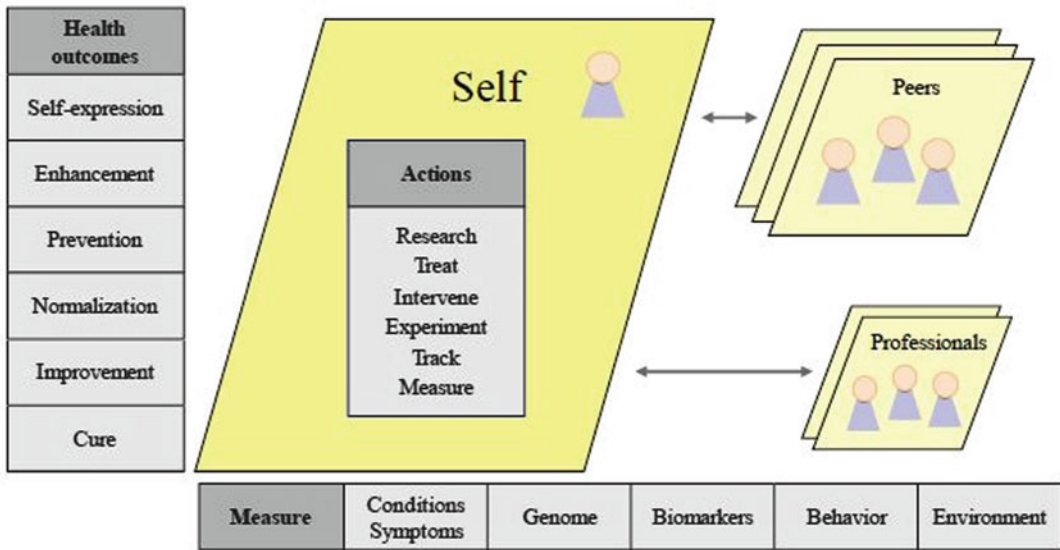 Health
outcomes
Self-expression
Enhancement
Prevention
Normalization
Improvement
Cure
Self
Actions
Research
Treat
Intervene
Experiment
Track
Measure
Peers
Professionals
Measure
Conditions
Symptoms
Genome
Biomarkers
Behavior
Environment